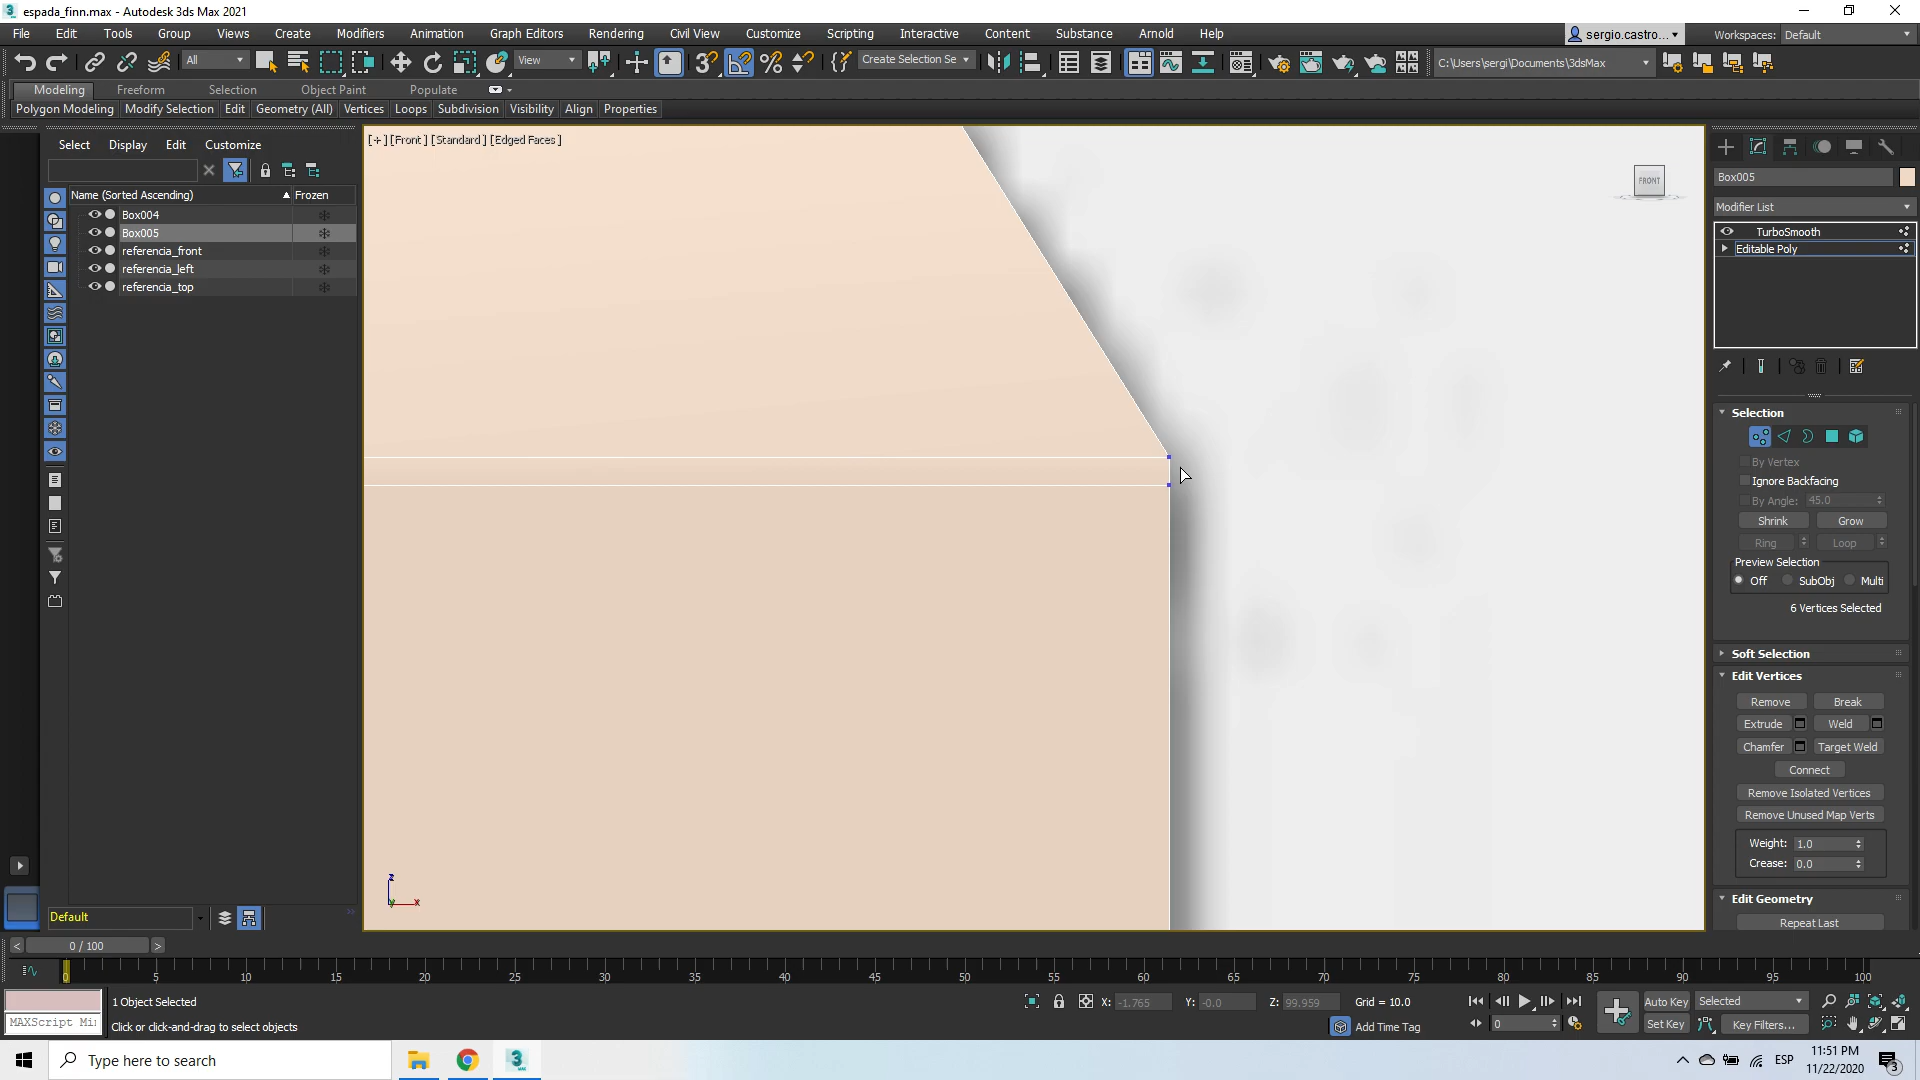 espada_finn.max - Autodesk 3ds Max 2021
File Edit Tools Group Views Create Modifiers Animation Graph Editors Rendering Civil View Customize Scripting Interactive Content Substance Arnold Help
sergio.castro... Workspaces: Default
All View Create Selection Se C:\Users\sergi\Documents\3dsMax
Modeling Freeform Selection Object Paint Populate
Polygon Modeling Modify Selection Edit Geometry (All) Vertices Loops Subdivision Visibility Align Properties
Select Display Edit Customize
[+] [Front] [Standard] [Edged Faces]
FRONT
Name (Sorted Ascending) Frozen
Box004
Box005
referencia_front
referencia_left
referencia_top
Box005
Modifier List
TurboSmooth
Editable Poly
Selection
By Vertex
Ignore Backfacing
By Angle: 45.0
Shrink Grow
Ring Loop
Preview Selection
Off SubObj Multi
6 Vertices Selected
Soft Selection
Edit Vertices
Remove Break
Extrude Weld
Chamfer Target Weld
Connect
Remove Isolated Vertices
Remove Unused Map Verts
Weight: 1.0
Crease: 0.0
Edit Geometry
Repeat Last
z
x
y
Default
< 0 / 100 >
0 5 10 15 20 25 30 35 40 45 50 55 60 65 70 75 80 85 90 95 100
1 Object Selected
X: -1.765 Y: -0.0 Z: 99.959 Grid = 10.0
Auto Key Selected
MAXScript Mi
Click or click-and-drag to select objects
Add Time Tag
0
Set Key Key Filters...
Type here to search
ESP
11:51 PM
11/22/2020
3